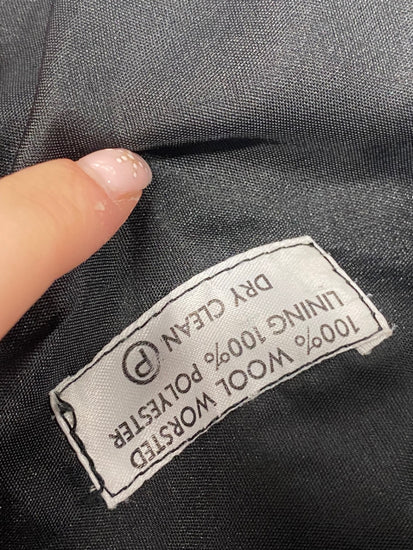 100% WOOL WORSTED
LINING 100% POLYESTER
DRY CLEAN Ⓟ